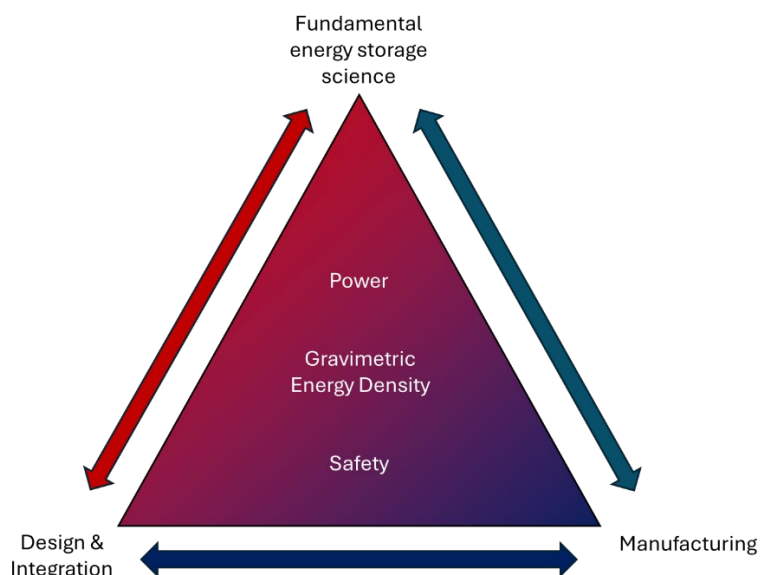 Fundamental
energy storage
science
Power
Gravimetric
Energy Density
Safety
Design &
Integration
Manufacturing